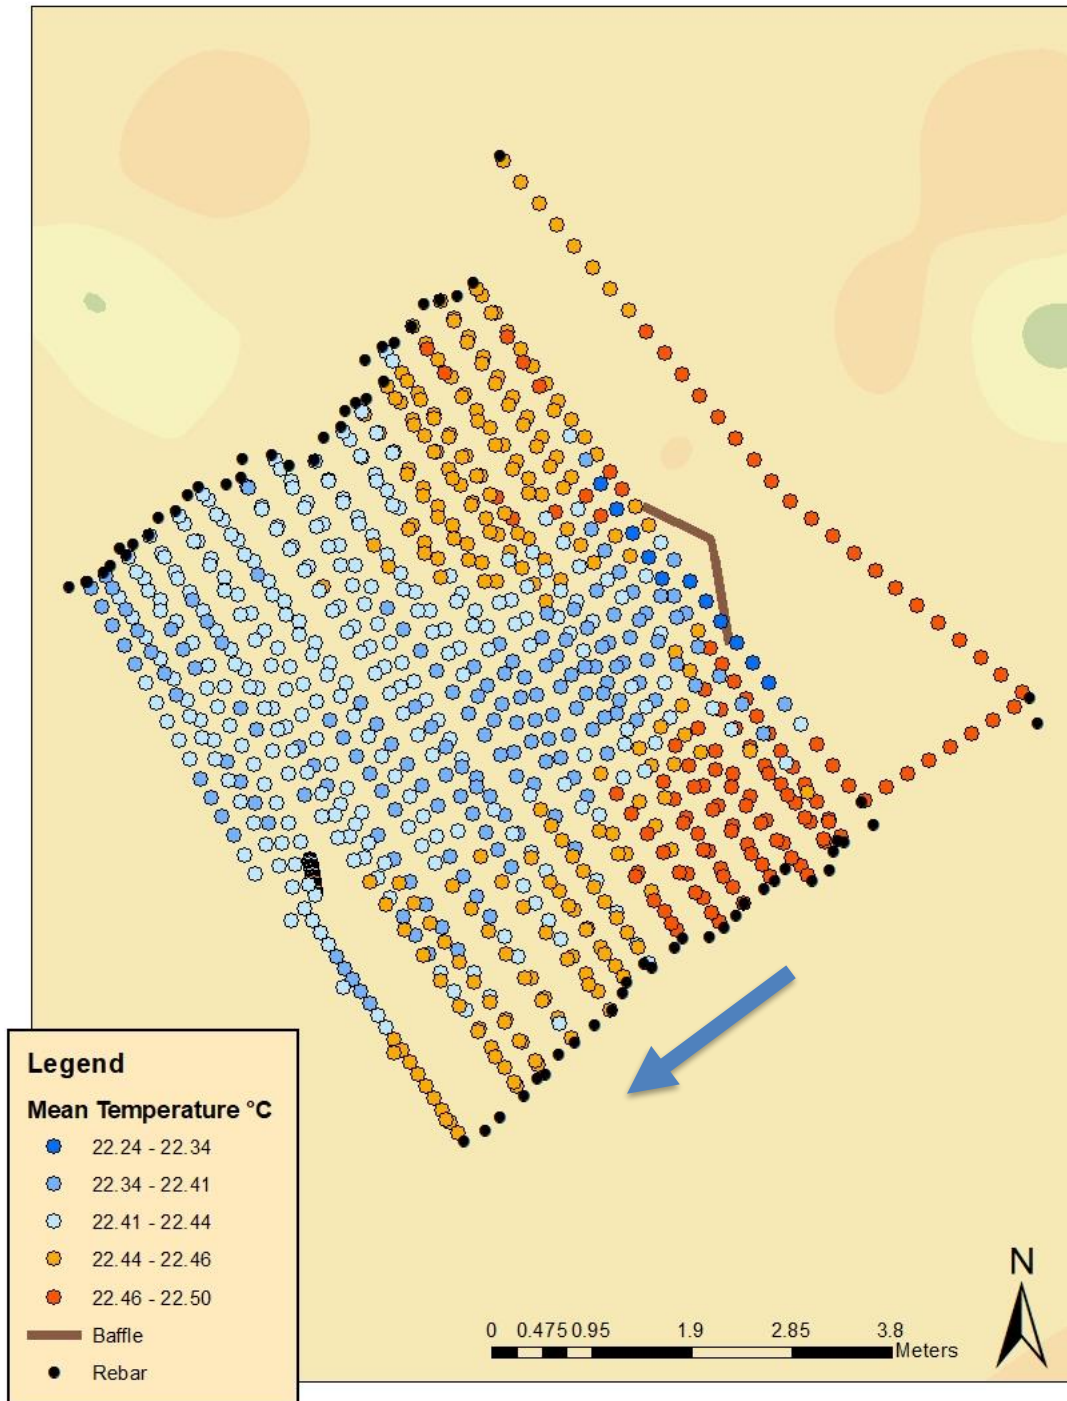 Legend
Mean Temperature °C
22.24 - 22.34
22.34 - 22.41
22.41 - 22.44
22.44 - 22.46
22.46 - 22.50
Baffle
Rebar
0 0.475 0.95 1.9 2.85 3.8
Meters
N